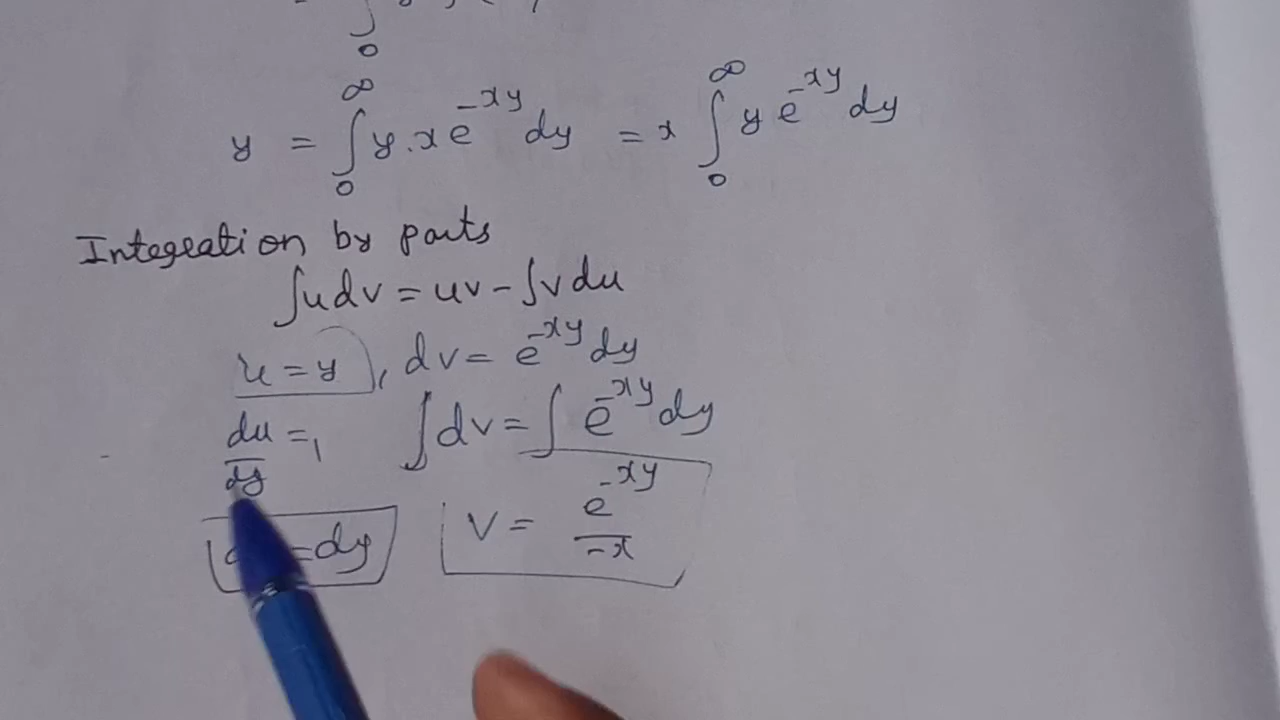 ∫₀
y = ∫₀^∞ y.x e^{-xy} dy = x ∫₀^∞ y e^{-xy} dy
Integration by parts
∫u dv = uv - ∫v du
u = y, dv = e^{-xy} dy
du/dy = 1 ∫dv = ∫ e^{-xy} dy
= dy v = e^{-xy}/-x